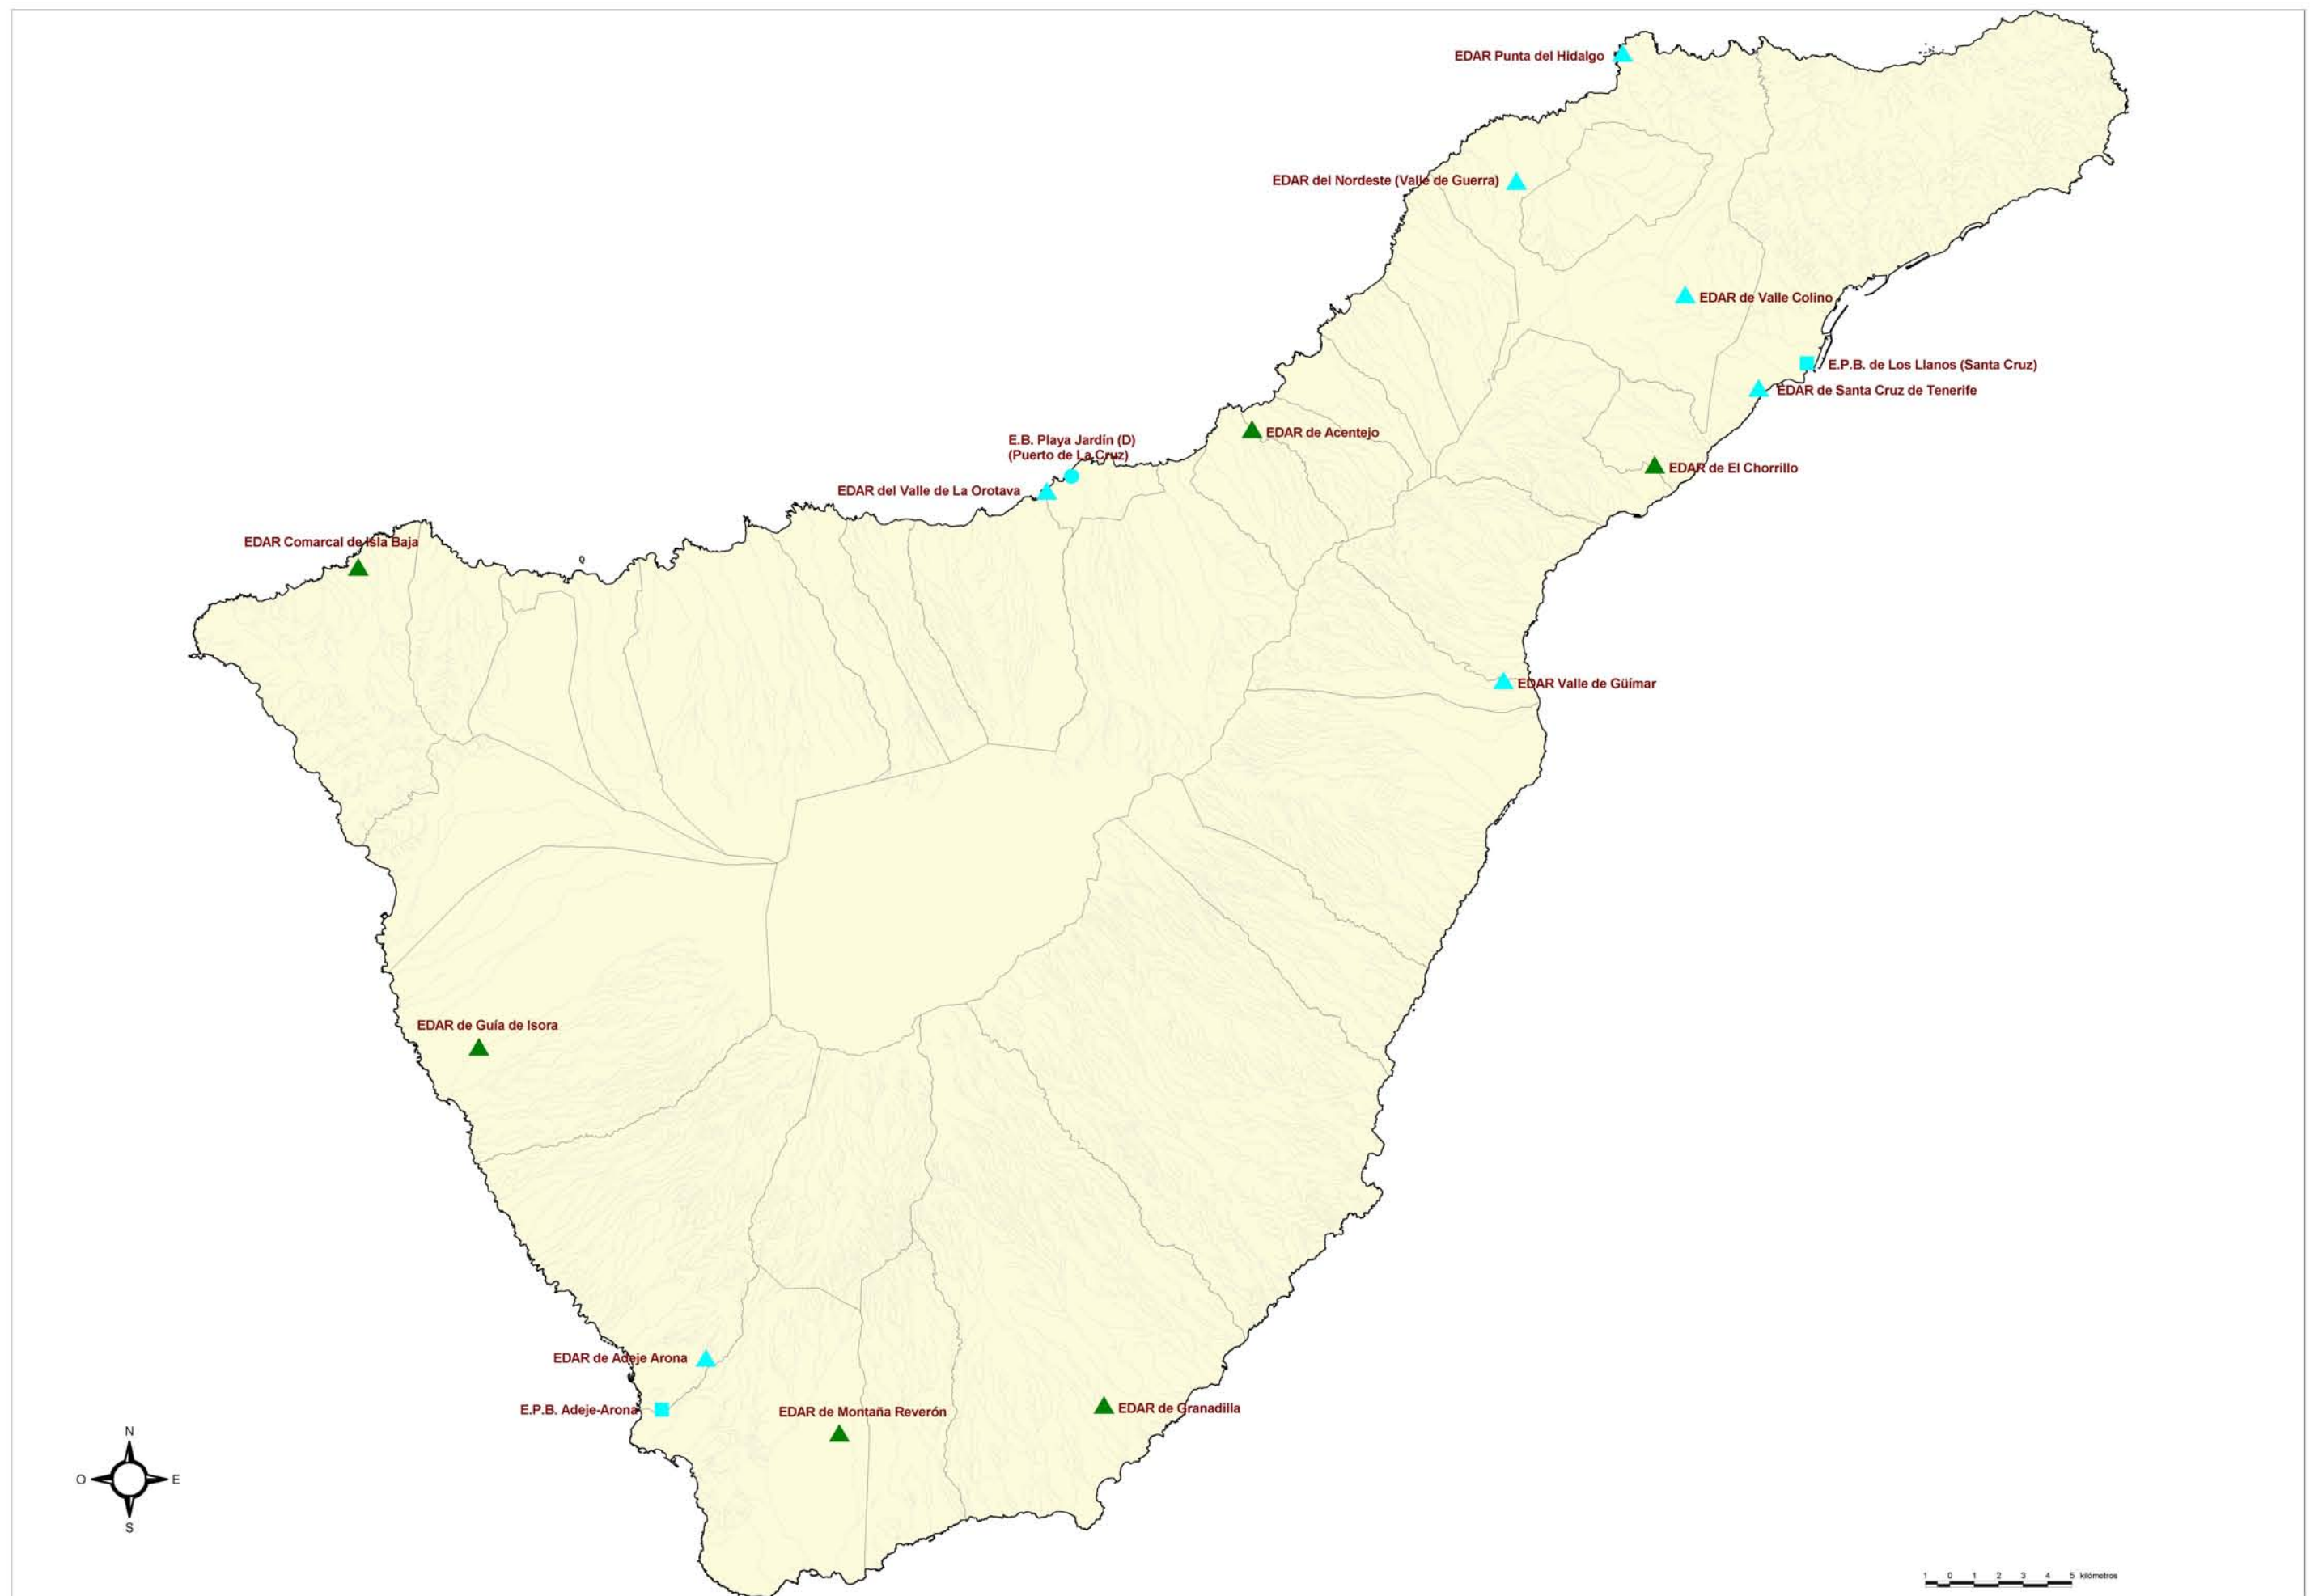 EDAR Punta del Hidalgo
EDAR del Nordeste (Valle de Guerra)
EDAR de Valle Colino
E.P.B. de Los Llanos (Santa Cruz)
EDAR de Santa Cruz de Tenerife
EDAR de Acentejo
E.B. Playa Jardín (D)
(Puerto de La Cruz)
EDAR de El Chorrillo
EDAR del Valle de La Orotava
EDAR Comarcal de Isla Baja
EDAR Valle de Güímar
EDAR de Guía de Isora
EDAR de Adeje Arona
E.P.B. Adeje-Arona
EDAR de Montaña Reverón
EDAR de Granadilla
N
O
E
S
1 0 1 2 3 4 5 kilómetros